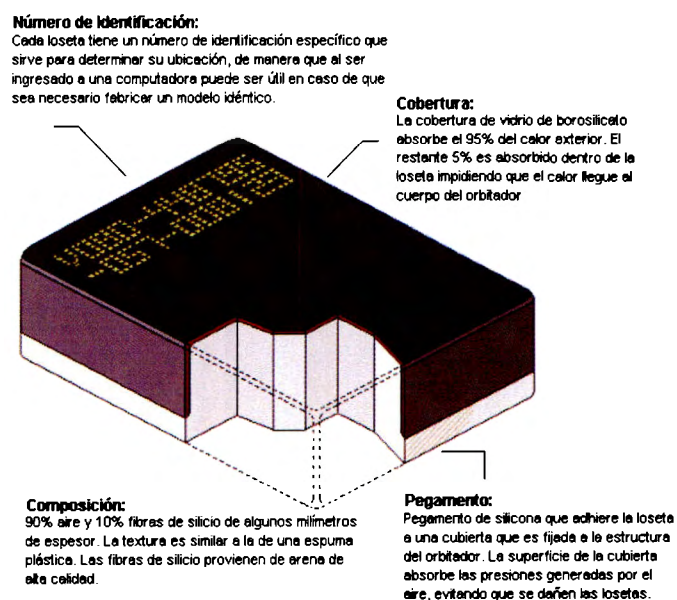 Número de Identificación:
Cada loseta tiene un número de identificación específico que
sirve para determinar su ubicación, de manera que al ser
ingresado a una computadora puede ser útil en caso de que
sea necesario fabricar un modelo idéntico.
Cobertura:
La cobertura de vidrio de borosilicato
absorbe el 95% del calor exterior. El
restante 5% es absorbido dentro de la
loseta impidiendo que el calor llegue al
cuerpo del orbitador
Composición:
90% aire y 10% fibras de silicio de algunos milímetros
de espesor. La textura es similar a la de una espuma
plástica. Las fibras de silicio provienen de arena de
alta calidad.
Pegamento:
Pegamento de silicona que adhiere la loseta
a una cubierta que es fijada a la estructura
del orbitador. La superficie de la cubierta
absorbe las presiones generadas por el
aire, evitando que se dañen las losetas.